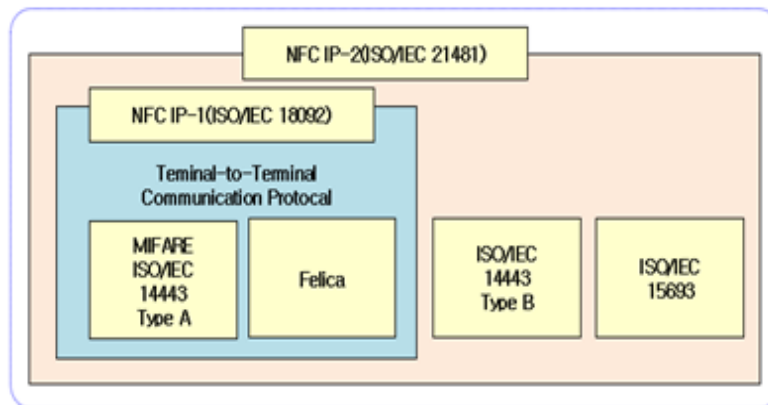 NFC IP-2(ISO/IEC 21481)
NFC IP-1(ISO/IEC 18092)
Teminal-to-Terminal
Communication Protocal
MIFARE
ISO/IEC
14443
Type A
Felica
ISO/IEC
14443
Type B
ISO/IEC
15693